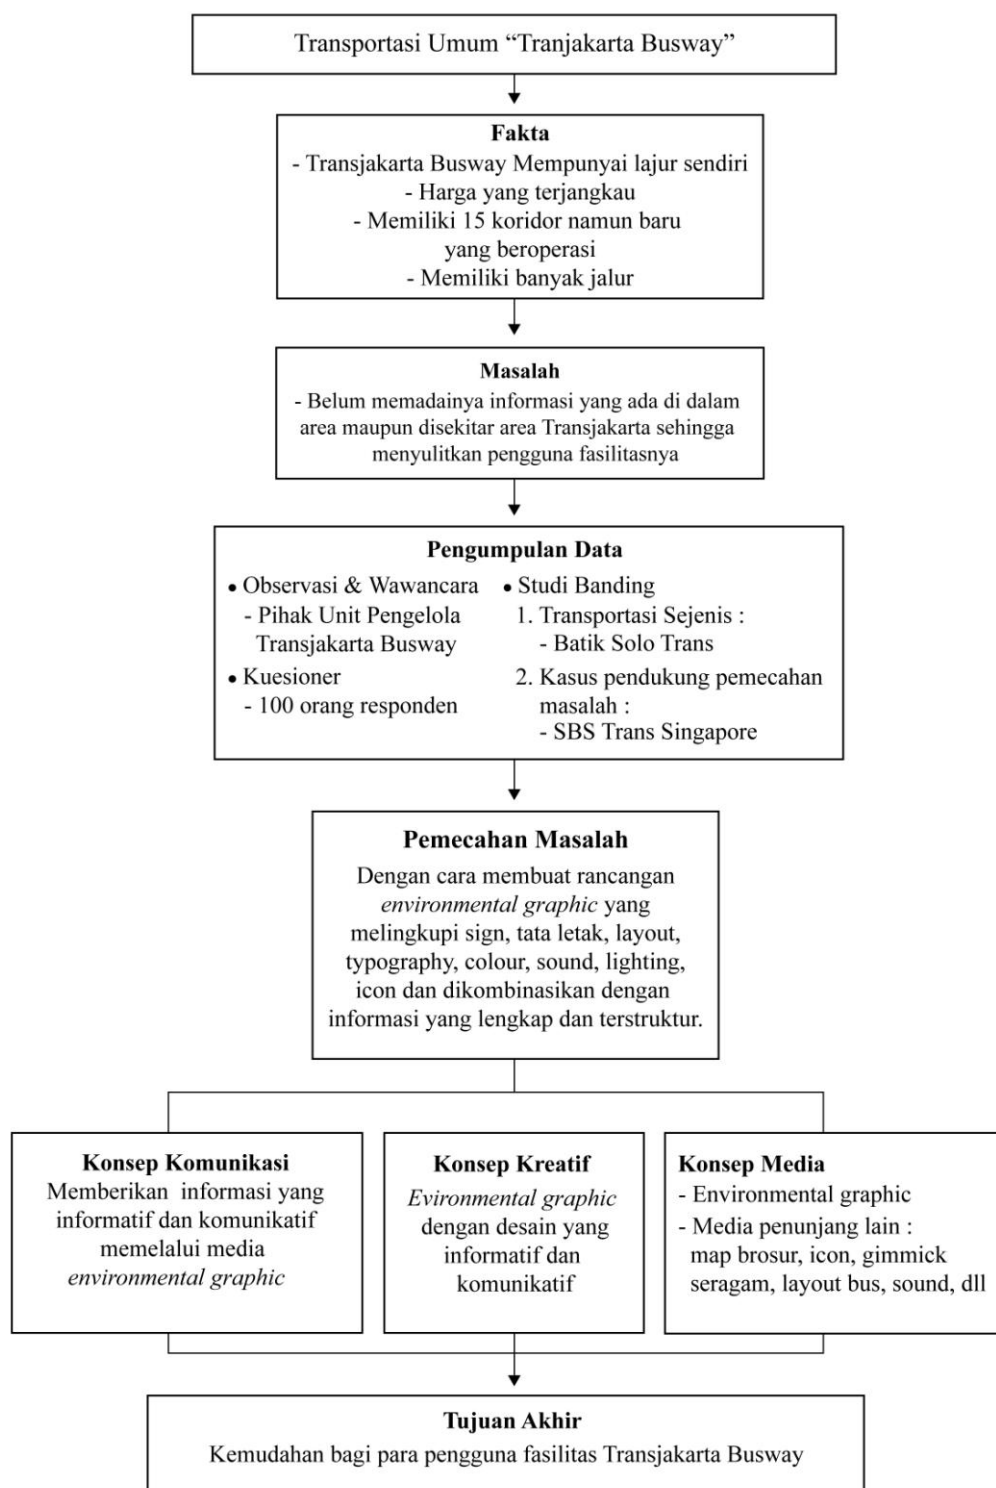 Transportasi Umum “Tranjakarta Busway”
Fakta
- Transjakarta Busway Mempunyai lajur sendiri
- Harga yang terjangkau
- Memiliki 15 koridor namun baru
yang beroperasi
- Memiliki banyak jalur
Masalah
- Belum memadainya informasi yang ada di dalam
area maupun disekitar area Transjakarta sehingga
menyulitkan pengguna fasilitasnya
Pengumpulan Data
• Observasi & Wawancara
- Pihak Unit Pengelola
Transjakarta Busway
• Kuesioner
- 100 orang responden
• Studi Banding
1. Transportasi Sejenis :
- Batik Solo Trans
2. Kasus pendukung pemecahan
masalah :
- SBS Trans Singapore
Pemecahan Masalah
Dengan cara membuat rancangan
environmental graphic yang
melingkupi sign, tata letak, layout,
typography, colour, sound, lighting,
icon dan dikombinasikan dengan
informasi yang lengkap dan terstruktur.
Konsep Komunikasi
Memberikan informasi yang
informatif dan komunikatif
memelalui media
environmental graphic
Konsep Kreatif
Evironmental graphic
dengan desain yang
informatif dan
komunikatif
Konsep Media
- Environmental graphic
- Media penunjang lain :
map brosur, icon, gimmick
seragam, layout bus, sound, dll
Tujuan Akhir
Kemudahan bagi para pengguna fasilitas Transjakarta Busway